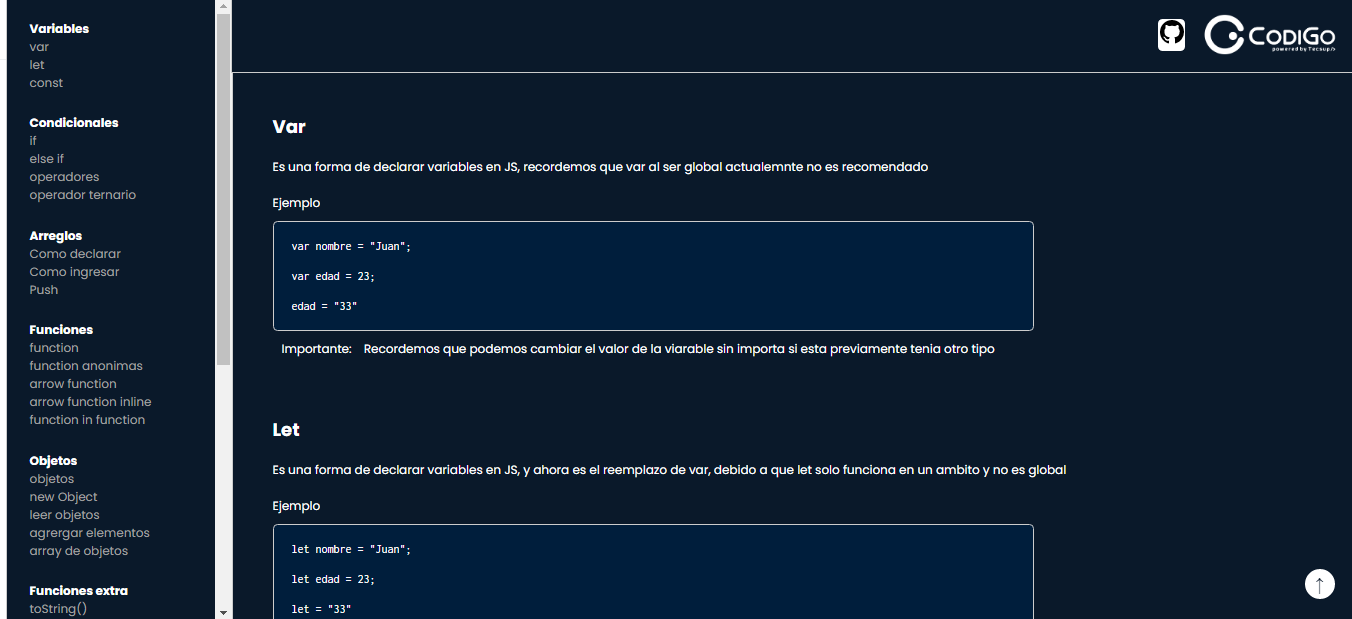 Variables
var
let
const
Condicionales
if
else if
operadores
operador ternario
Arreglos
Como declarar
Como ingresar
Push
Funciones
function
function anonimas
arrow function
arrow function inline
function in function
Objetos
objetos
new Object
leer objetos
agrergar elementos
array de objetos
Funciones extra
toString()
CODIGO
powered by Tecsup
Var
Es una forma de declarar variables en JS, recordemos que var al ser global actualemnte no es recomendado
Ejemplo
var nombre = "Juan";
var edad = 23;
edad = "33"
Importante: Recordemos que podemos cambiar el valor de la viarable sin importa si esta previamente tenia otro tipo
Let
Es una forma de declarar variables en JS, y ahora es el reemplazo de var, debido a que let solo funciona en un ambito y no es global
Ejemplo
let nombre = "Juan";
let edad = 23;
let = "33"
↑